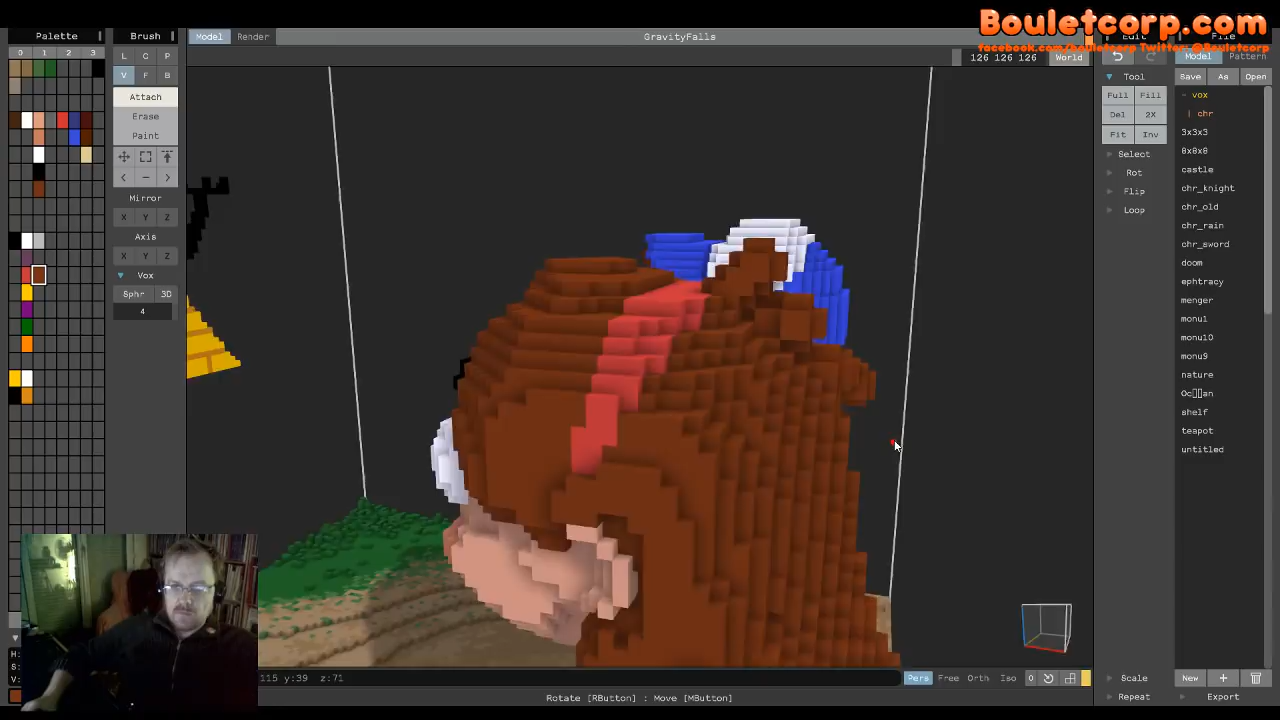 Bouletcorp.com
facebook.com/bouletcorp Twitter @Bouletcorp
Palette
Brush
Model
Render
GravityFalls
Edit
File
0 1 2 3
L C P
V F B
Attach
Erase
Paint
Mirror
X Y Z
Axis
X Y Z
Vox
Sphr 3D
4
126 126 126
World
Tool
Full Fill
Del 2X
Fit Inv
Select
Rot
Flip
Loop
Scale
Repeat
Model Pattern
Save As Open
- vox
| chr
3x3x3
8x8x8
castle
chr_knight
chr_old
chr_rain
chr_sword
doom
ephtracy
menger
monu1
monu10
monu9
nature
shelf
teapot
untitled
New + 
Export
H:
S:
V:
115 y:39 z:71
Pers Free Orth Iso 0
Rotate [RButton] : Move [MButton]